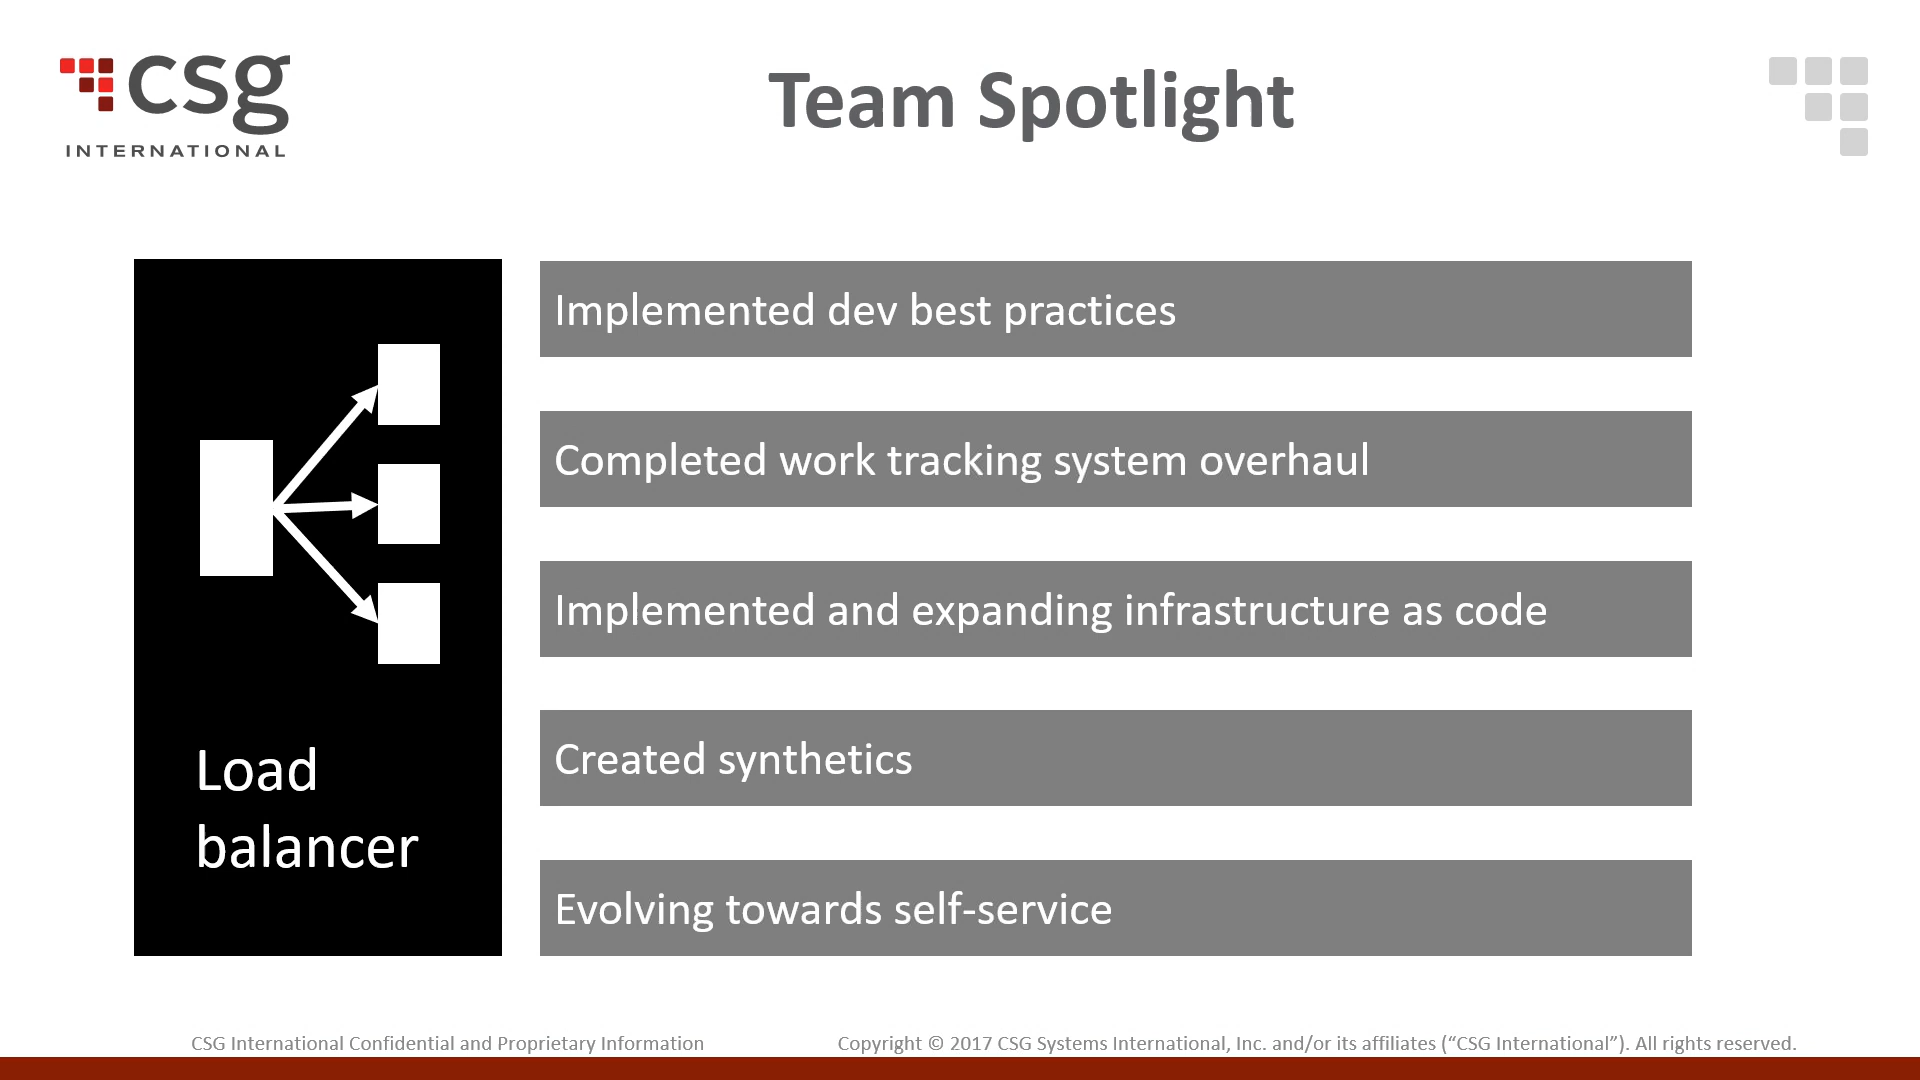 csg
INTERNATIONAL
Team Spotlight
Load
balancer
Implemented dev best practices
Completed work tracking system overhaul
Implemented and expanding infrastructure as code
Created synthetics
Evolving towards self-service
CSG International Confidential and Proprietary Information
Copyright © 2017 CSG Systems International, Inc. and/or its affiliates (“CSG International”). All rights reserved.